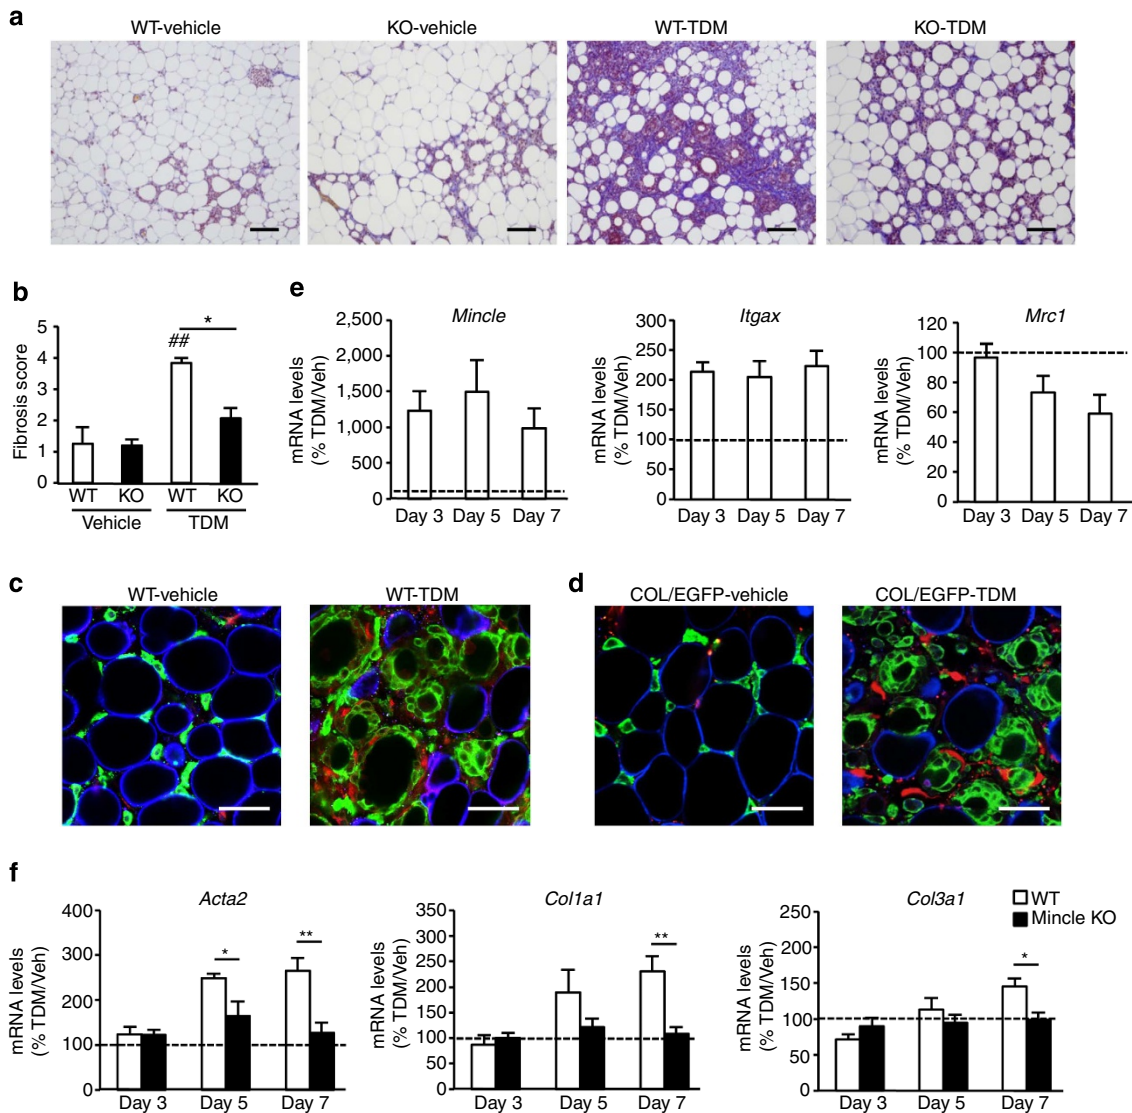 a
WT-vehicle KO-vehicle WT-TDM KO-TDM
b
Fibrosis score
5
4
3
2
1
0
##
*
WT KO WT KO
Vehicle TDM
e
Mincle
mRNA levels
(% TDM/Veh)
2,500
2,000
1,500
1,000
500
0
Day 3 Day 5 Day 7
Itgax
mRNA levels
(% TDM/Veh)
300
250
200
150
100
50
0
Day 3 Day 5 Day 7
Mrc1
mRNA levels
(% TDM/Veh)
120
100
80
60
40
20
0
Day 3 Day 5 Day 7
c
WT-vehicle WT-TDM
d
COL/EGFP-vehicle COL/EGFP-TDM
f
Acta2
mRNA levels
(% TDM/Veh)
400
300
200
100
0
*
**
Day 3 Day 5 Day 7
Col1a1
mRNA levels
(% TDM/Veh)
350
300
250
200
150
100
50
0
**
Day 3 Day 5 Day 7
Col3a1
mRNA levels
(% TDM/Veh)
250
200
150
100
50
0
*
Day 3 Day 5 Day 7
WT
Mincle KO